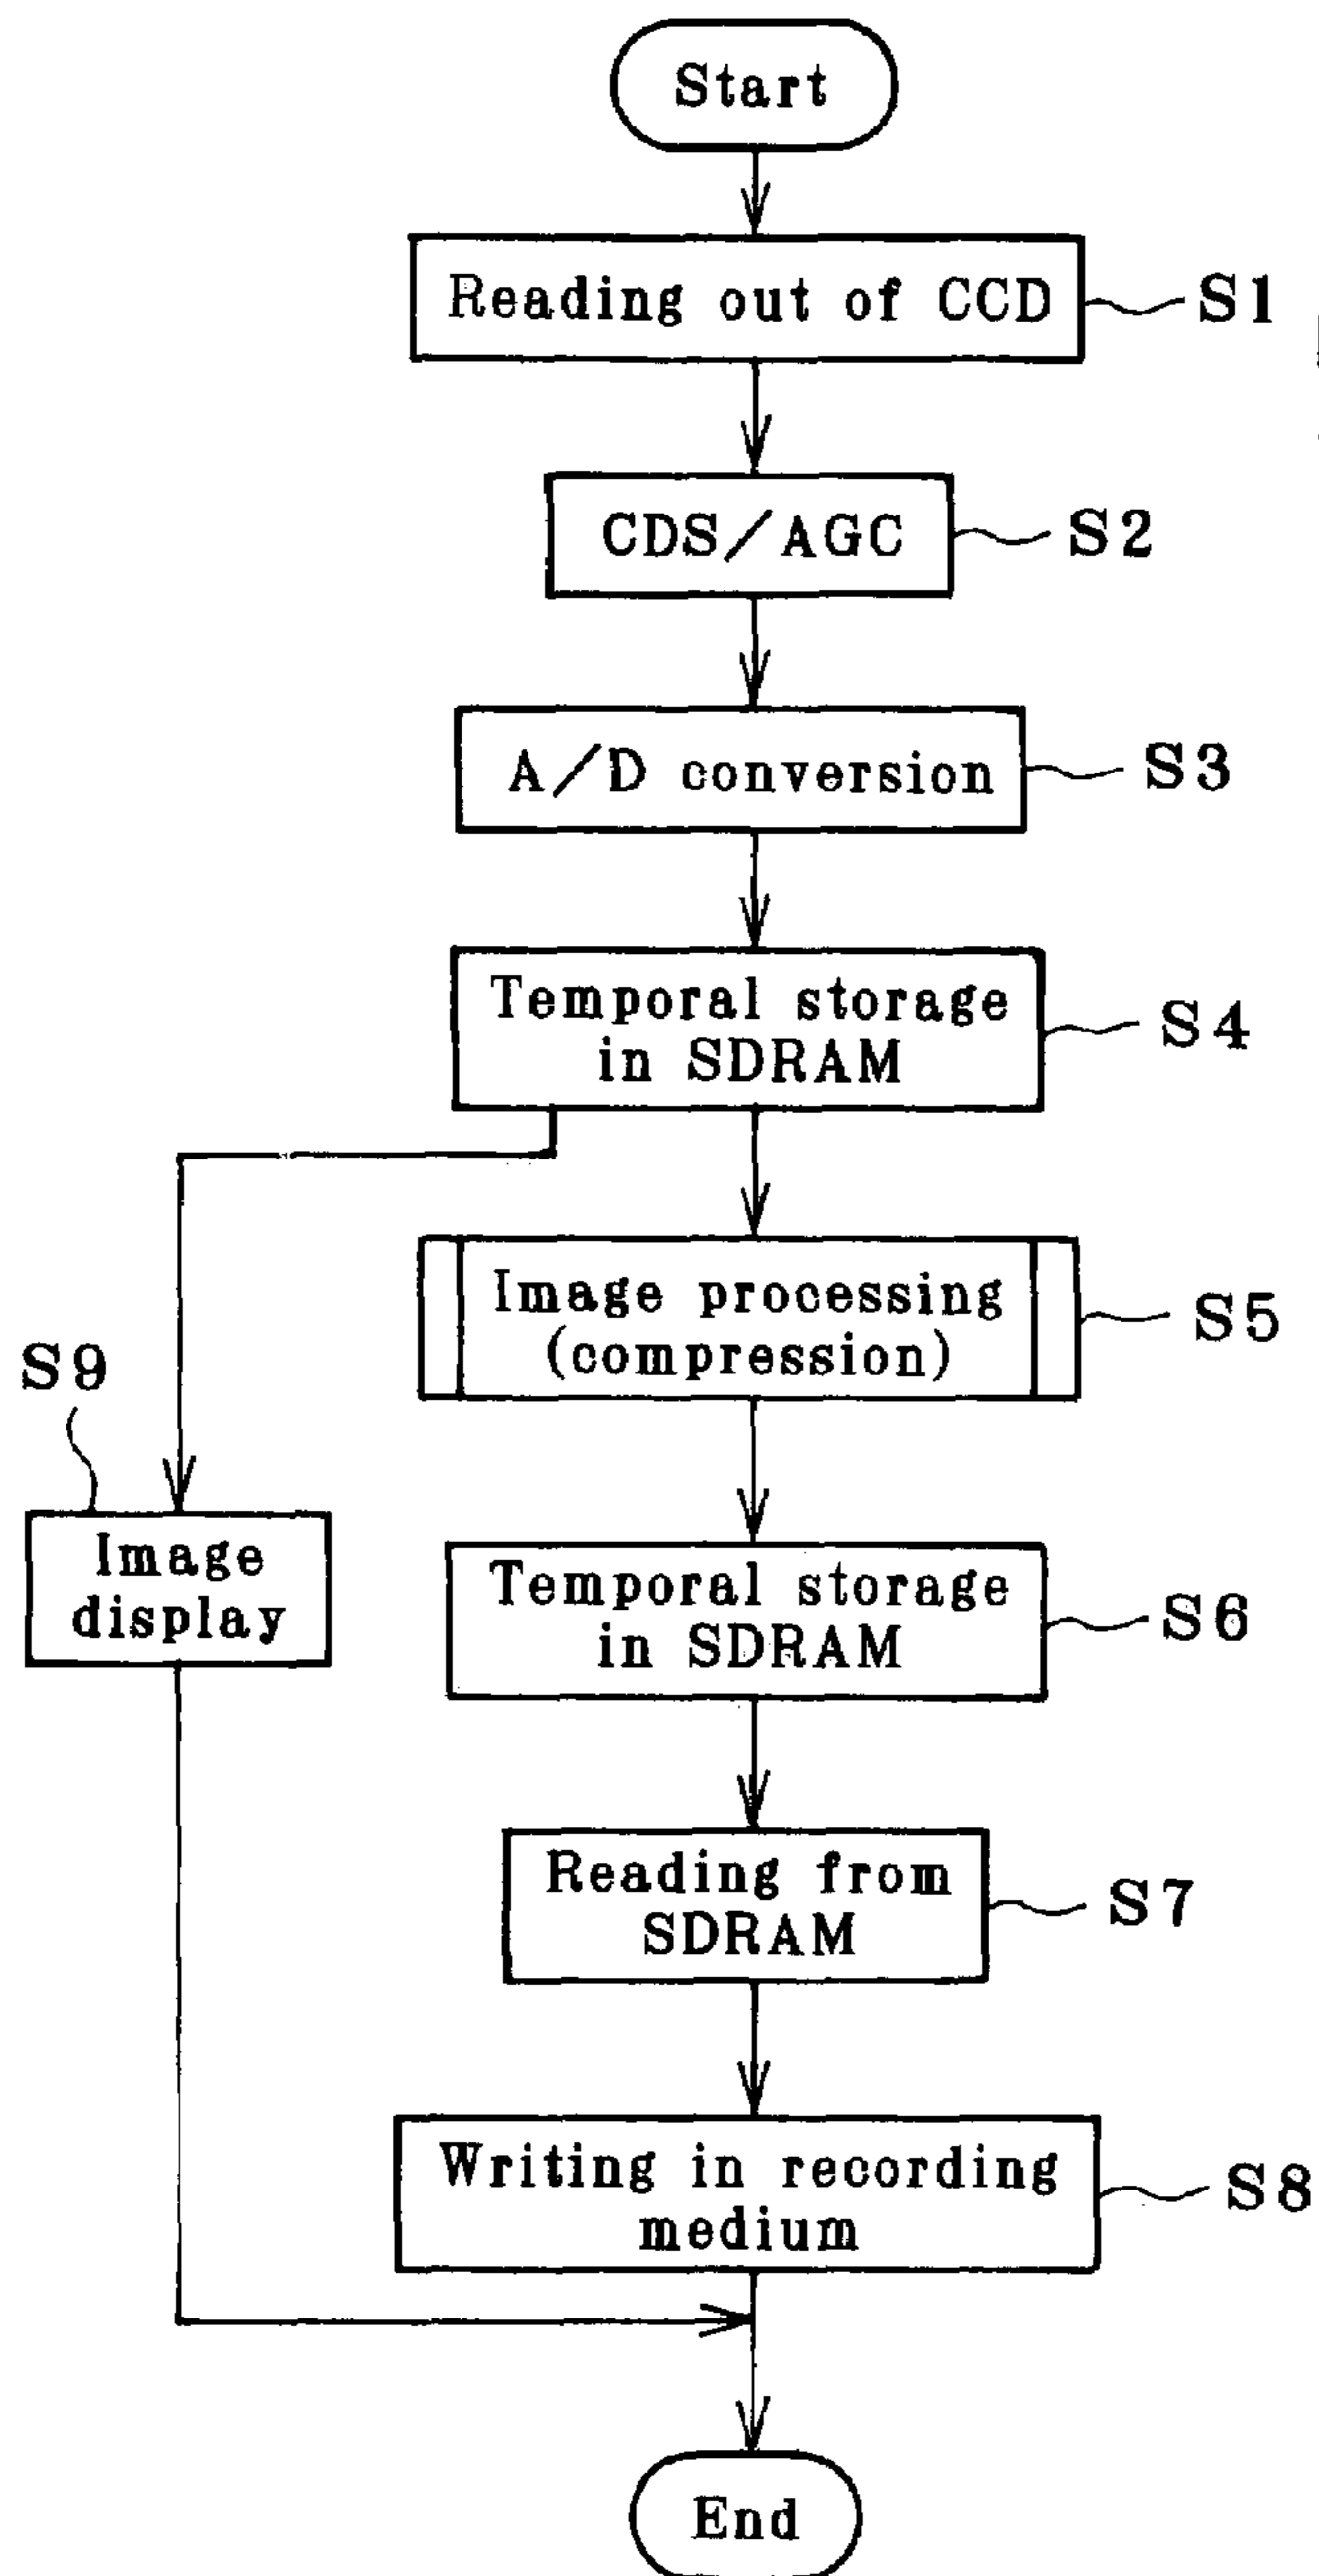 Start
Reading out of CCD
S1
CDS/AGC
S2
A/D conversion
S3
Temporal storage
in SDRAM
S4
Image processing
(compression)
S5
S9
Image
display
Temporal storage
in SDRAM
S6
Reading from
SDRAM
S7
Writing in recording
medium
S8
End